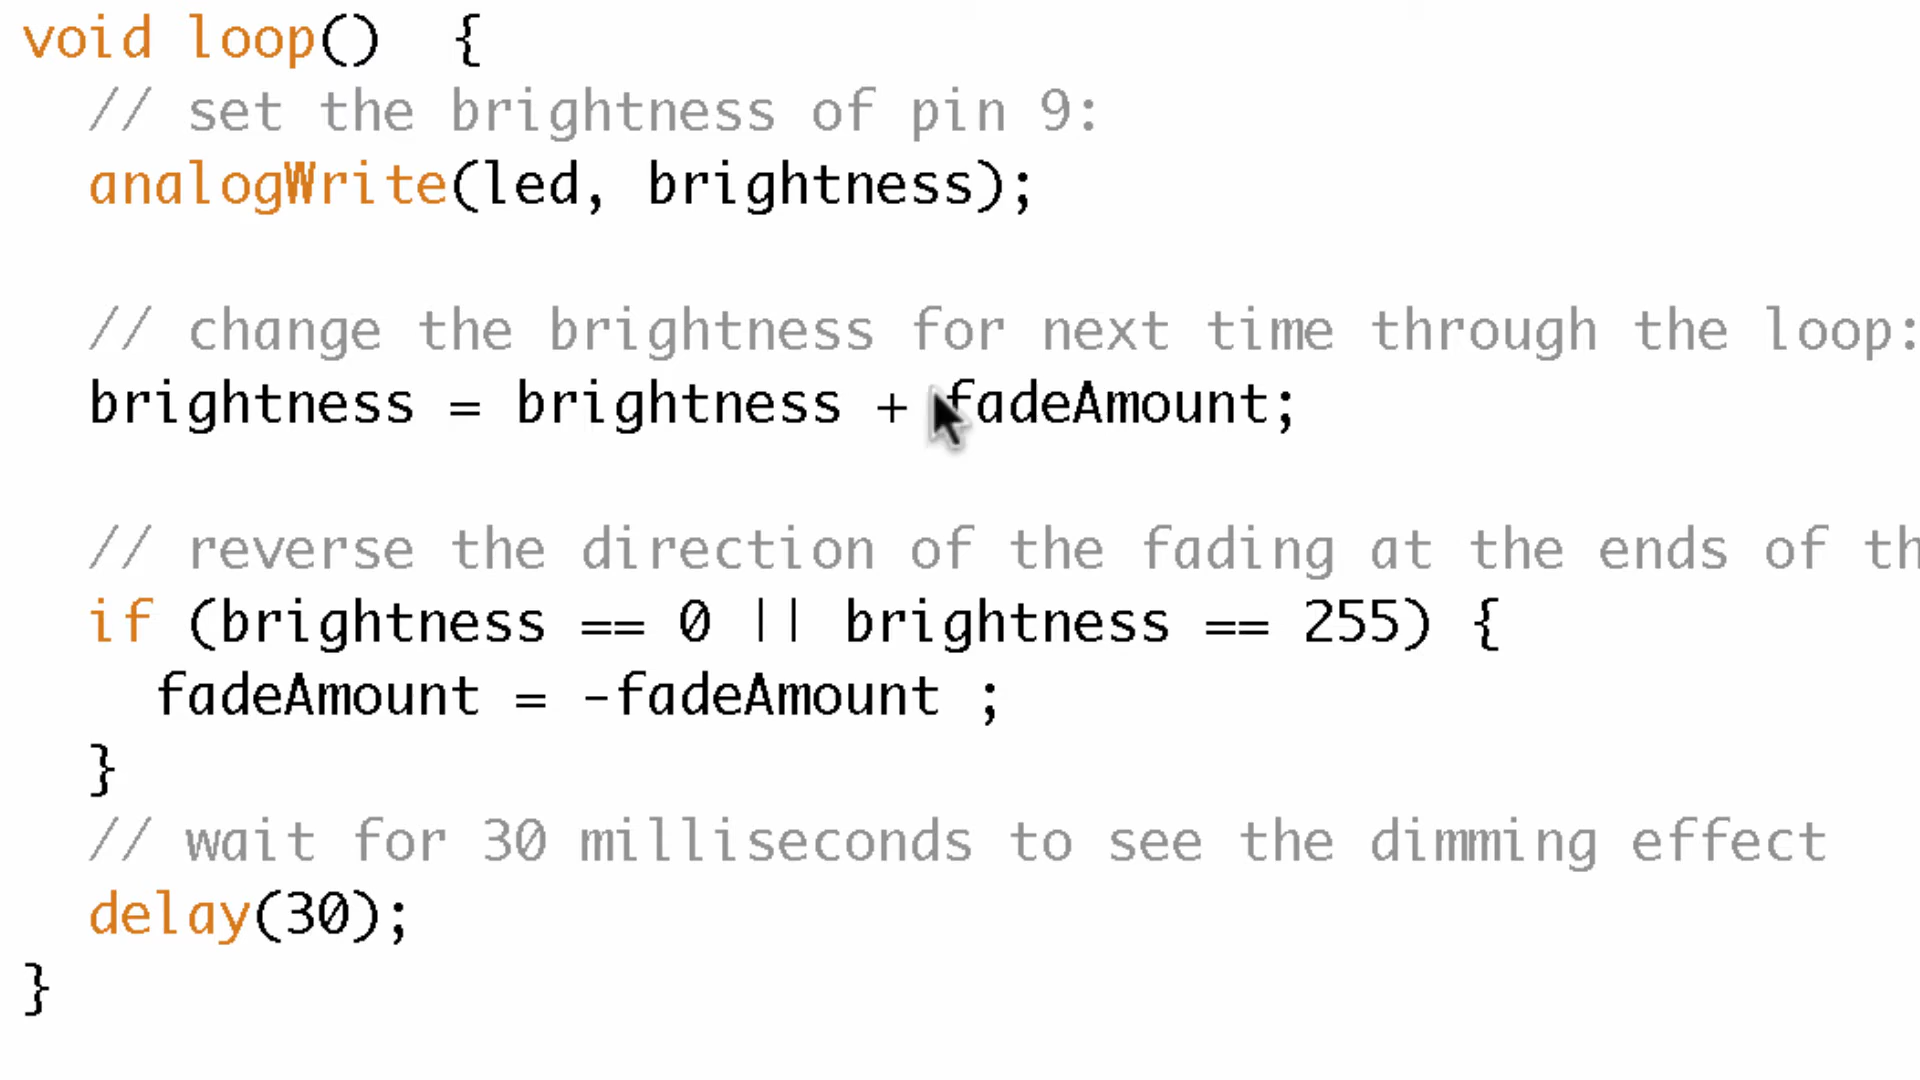 void loop()  {
  // set the brightness of pin 9:
  analogWrite(led, brightness);

  // change the brightness for next time through the loop:
  brightness = brightness + fadeAmount;

  // reverse the direction of the fading at the ends of th
  if (brightness == 0 || brightness == 255) {
    fadeAmount = -fadeAmount ;
  }
  // wait for 30 milliseconds to see the dimming effect
  delay(30);
}